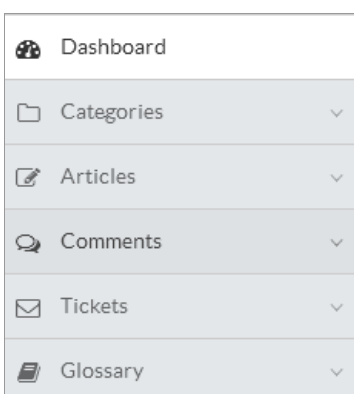 Dashboard
Categories
Articles
Comments
Tickets
Glossary